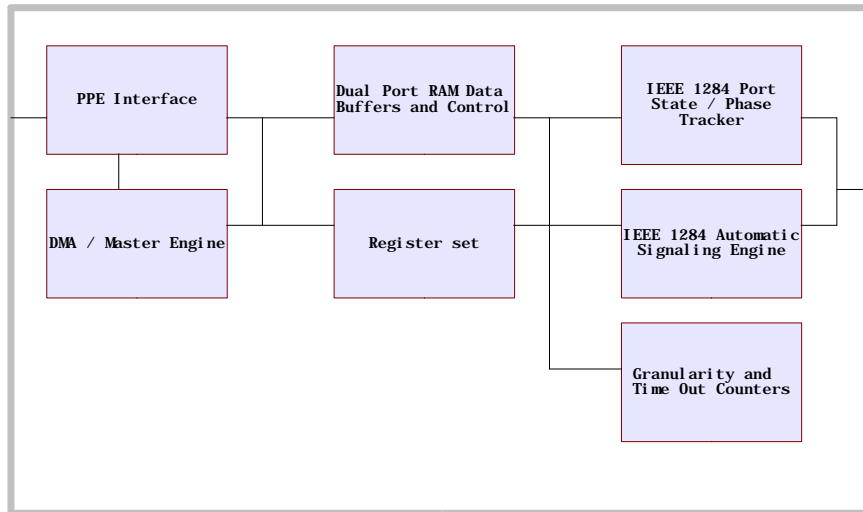 PPE Interface
Dual Port RAM Data
Buffers and Control
IEEE 1284 Port
State / Phase
Tracker
DMA / Master Engine
Register set
IEEE 1284 Automatic
Signaling Engine
Granularity and
Time Out Counters